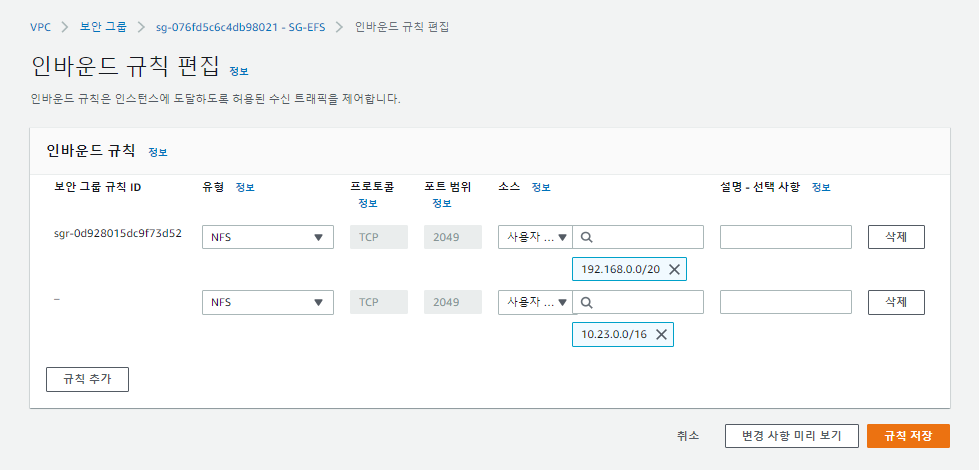 VPC > 보안 그룹 > sg-076fd5c6c4db98021 - SG-EFS > 인바운드 규칙 편집
인바운드 규칙 편집 정보
인바운드 규칙은 인스턴스에 도달하도록 허용된 수신 트래픽을 제어합니다.
인바운드 규칙 정보
보안 그룹 규칙 ID 유형 정보 프로토콜 정보 포트 범위 정보 소스 정보 설명 - 선택 사항 정보
sgr-0d928015dc9f73d52 NFS TCP 2049 사용자 ... 삭제
192.168.0.0/20
– NFS TCP 2049 사용자 ... 삭제
10.23.0.0/16
규칙 추가
취소 변경 사항 미리 보기 규칙 저장